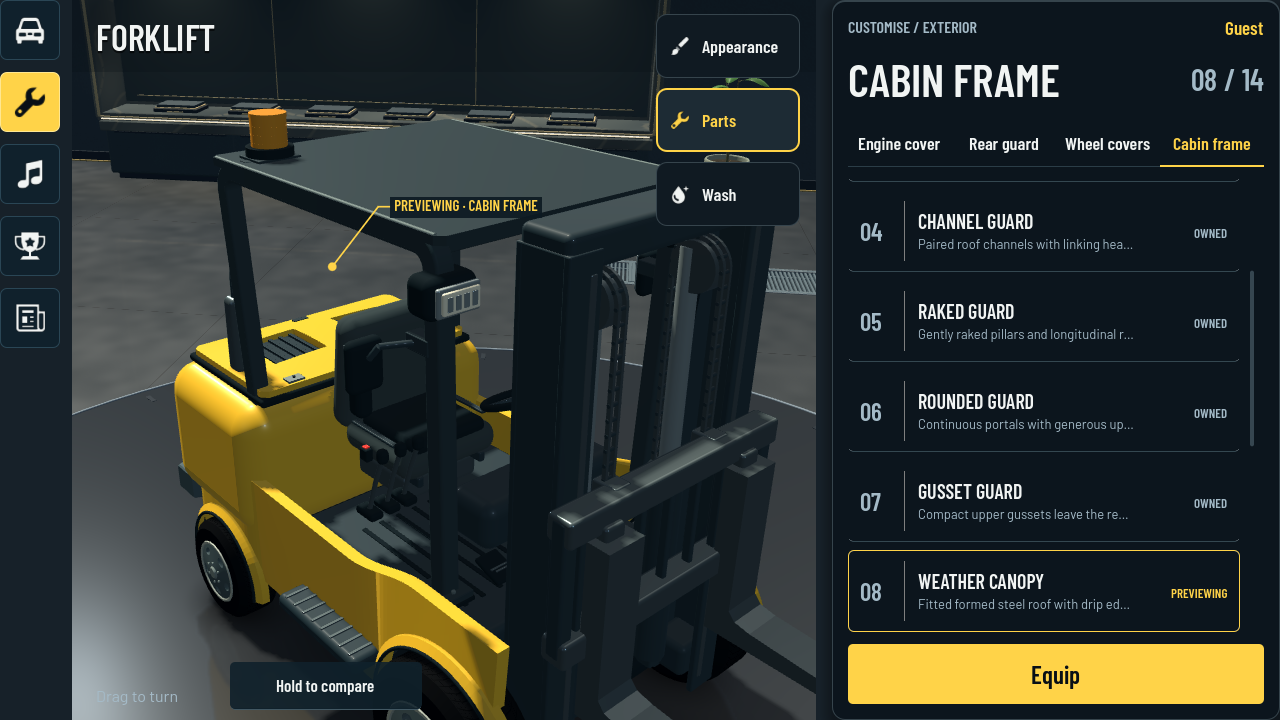 FORKLIFT
Appearance
Parts
Wash
PREVIEWING · CABIN FRAME
Hold to compare
Drag to turn
CUSTOMISE / EXTERIOR
Guest
CABIN FRAME
08 / 14
Engine cover
Rear guard
Wheel covers
Cabin frame
04
CHANNEL GUARD
Paired roof channels with linking hea...
OWNED
05
RAKED GUARD
Gently raked pillars and longitudinal r...
OWNED
06
ROUNDED GUARD
Continuous portals with generous up...
OWNED
07
GUSSET GUARD
Compact upper gussets leave the re...
OWNED
08
WEATHER CANOPY
Fitted formed steel roof with drip ed...
PREVIEWING
Equip